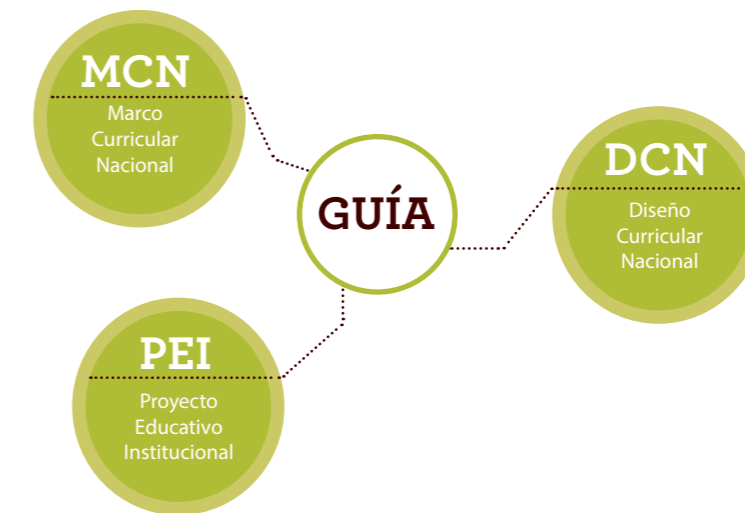 MCN
Marco
Curricular
Nacional
GUÍA
DCN
Diseño
Curricular
Nacional
PEI
Proyecto
Educativo
Institucional